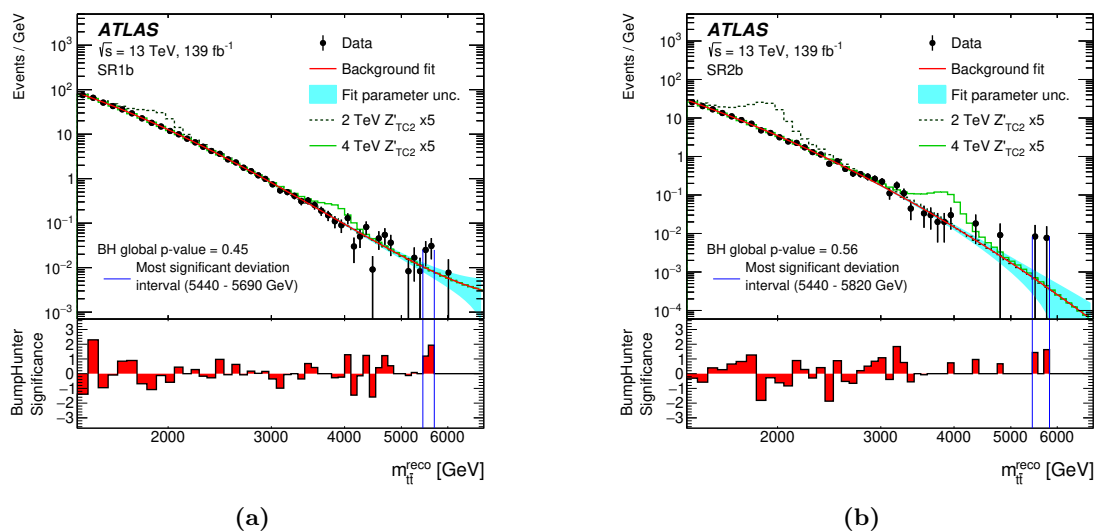 ATLAS
√s = 13 TeV, 139 fb⁻¹
SR1b
Data
Background fit
Fit parameter unc.
2 TeV Z'TC2 x5
4 TeV Z'TC2 x5
BH global p-value = 0.45
Most significant deviation
interval (5440 - 5690 GeV)
Events / GeV
10³
10²
10
1
10⁻¹
10⁻²
10⁻³
BumpHunter
Significance
3
2
1
0
−1
−2
−3
2000 3000 4000 5000 6000
m_tt̄^reco [GeV]
(a)
ATLAS
√s = 13 TeV, 139 fb⁻¹
SR2b
Data
Background fit
Fit parameter unc.
2 TeV Z'TC2 x5
4 TeV Z'TC2 x5
BH global p-value = 0.56
Most significant deviation
interval (5440 - 5820 GeV)
Events / GeV
10³
10²
10
1
10⁻¹
10⁻²
10⁻³
10⁻⁴
BumpHunter
Significance
3
2
1
0
−1
−2
−3
2000 3000 4000 5000 6000
m_tt̄^reco [GeV]
(b)